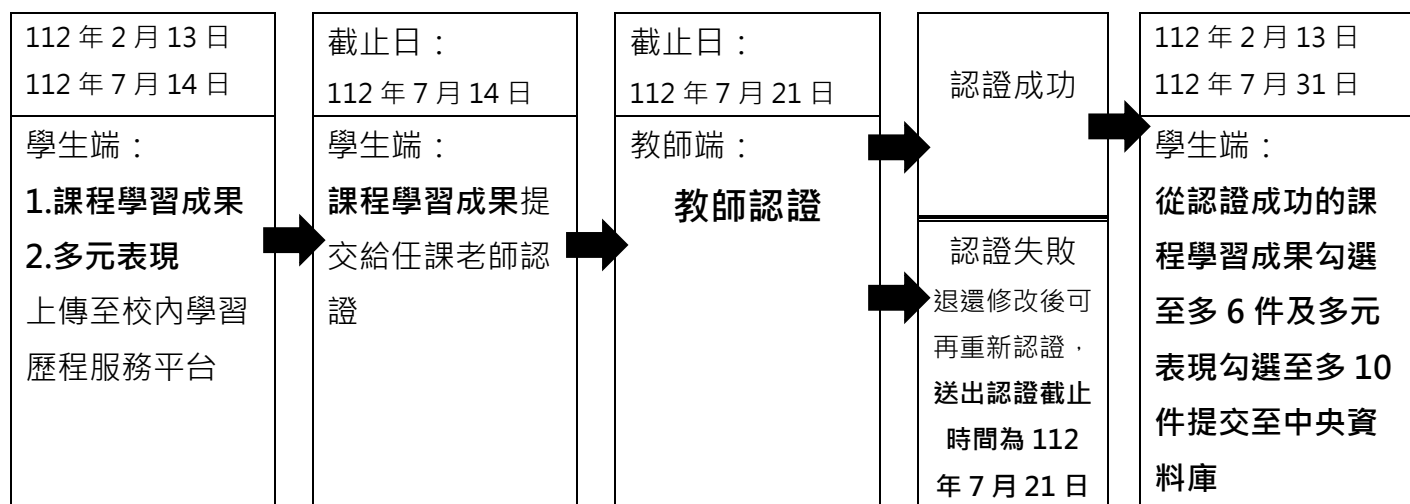 112 年 2 月 13 日
112 年 7 月 14 日
學生端：
1.課程學習成果
2.多元表現
上傳至校內學習
歷程服務平台
截止日：
112 年 7 月 14 日
學生端：
課程學習成果提
交給任課老師認
證
截止日：
112 年 7 月 21 日
教師端：
教師認證
認證成功
認證失敗
退還修改後可
再重新認證，
送出認證截止
時間為 112
年 7 月 21 日
112 年 2 月 13 日
112 年 7 月 31 日
學生端：
從認證成功的課
程學習成果勾選
至多 6 件及多元
表現勾選至多 10
件提交至中央資
料庫